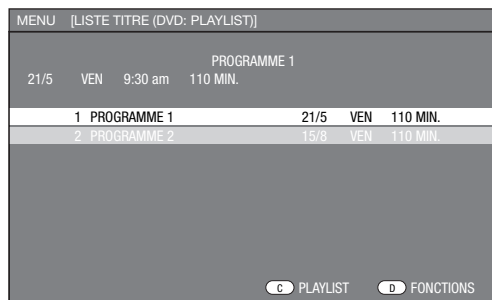 MENU [LISTE TITRE (DVD: PLAYLIST)]
PROGRAMME 1
21/5 VEN 9:30 am 110 MIN.
1 PROGRAMME 1 21/5 VEN 110 MIN.
2 PROGRAMME 2 15/8 VEN 110 MIN.
C PLAYLIST D FONCTIONS